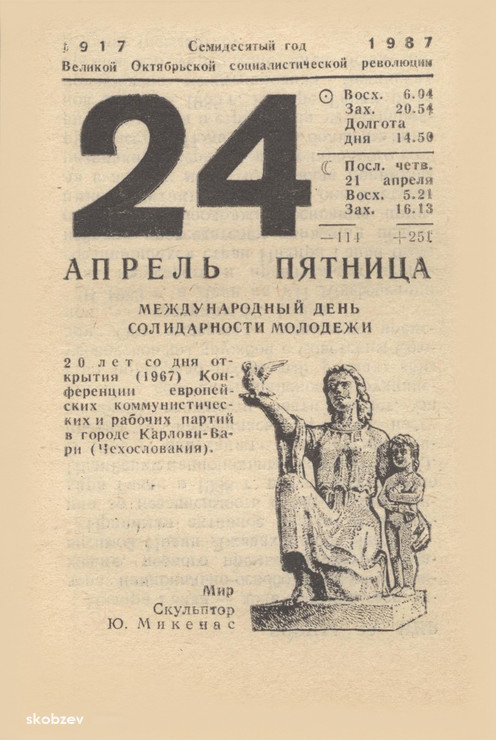 1917 Семидесятый год 1987
Великой Октябрьской социалистической революции
24
Восх. 6.04
Зах. 20.54
Долгота
дня 14.50
Посл. четв.
21 апреля
Восх. 5.21
Зах. 16.13
—114 +251
АПРЕЛЬ ПЯТНИЦА
МЕЖДУНАРОДНЫЙ ДЕНЬ
СОЛИДАРНОСТИ МОЛОДЕЖИ
20 лет со дня от-
крытия (1967) Кон-
ференции европей-
ских коммунистичес-
ких и рабочих партий
в городе Карлови-Ва-
ри (Чехословакия).
Мир
Скульптор
Ю. Микенас
skobzev